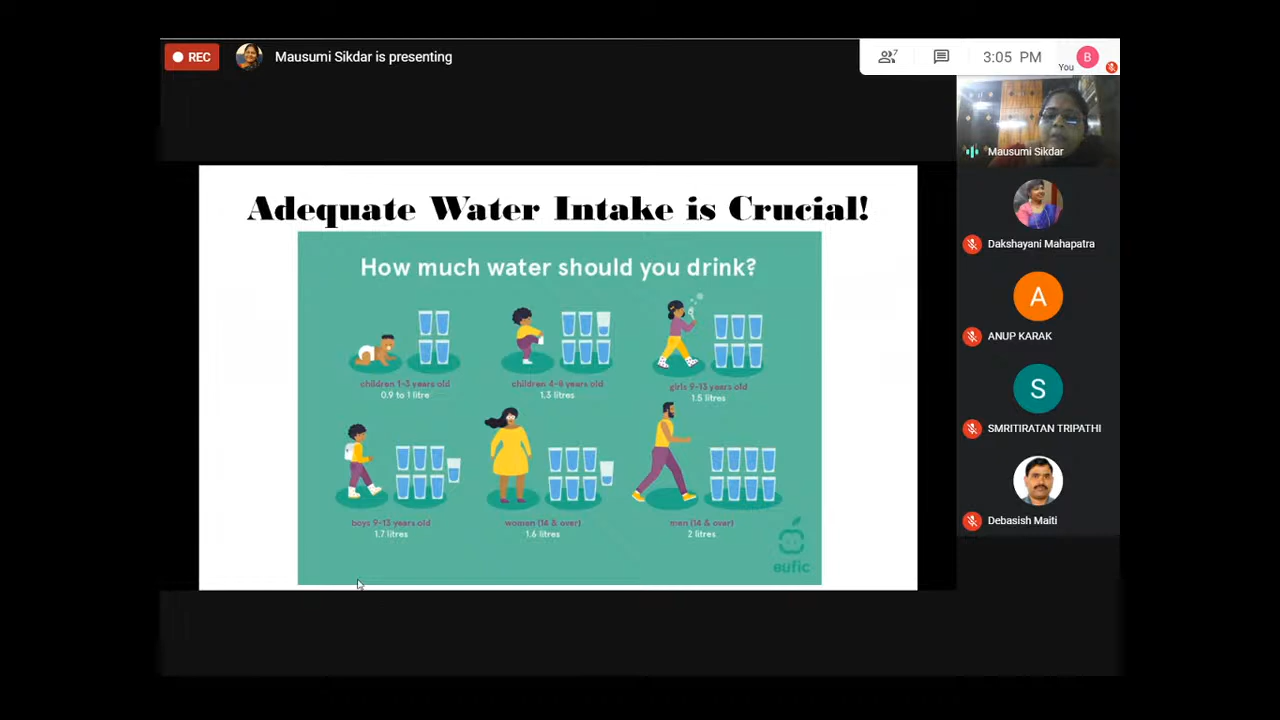 REC
Mausumi Sikdar is presenting
7
3:05 PM
You
B
Mausumi Sikdar
Dakshayani Mahapatra
A
ANUP KARAK
S
SMRITIRATAN TRIPATHI
Debasish Maiti
Adequate Water Intake is Crucial!
How much water should you drink?
children 1-3 years old
0.9 to 1 litre
children 4-8 years old
1.3 litres
girls 9-13 years old
1.5 litres
boys 9-13 years old
1.7 litres
women (14 & over)
1.6 litres
men (14 & over)
2 litres
eufic